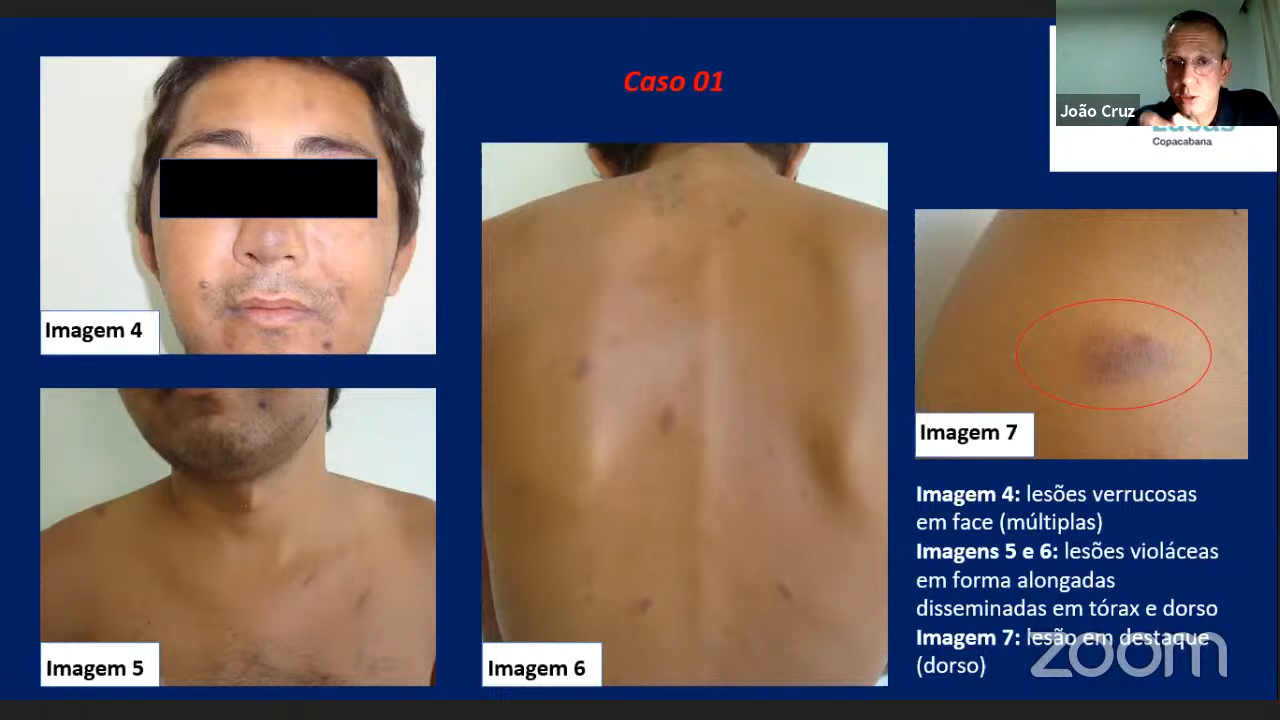 Caso 01
João Cruz
Copacabana
Imagem 4
Imagem 5
Imagem 6
Imagem 7
Imagem 4: lesões verrucosas
em face (múltiplas)
Imagens 5 e 6: lesões violáceas
em forma alongadas
disseminadas em tórax e dorso
Imagem 7: lesão em destaque
(dorso)
zoom